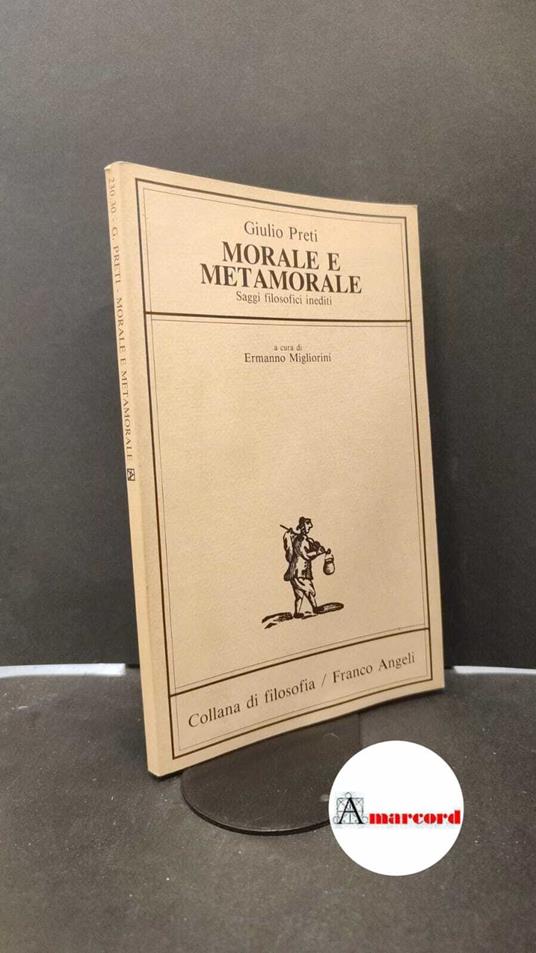 230.30 - G. PRETI - MORALE E METAMORALE
Giulio Preti
MORALE E
METAMORALE
Saggi filosofici inediti
a cura di
Ermanno Migliorini
Collana di filosofia / Franco Angeli
Amarcord